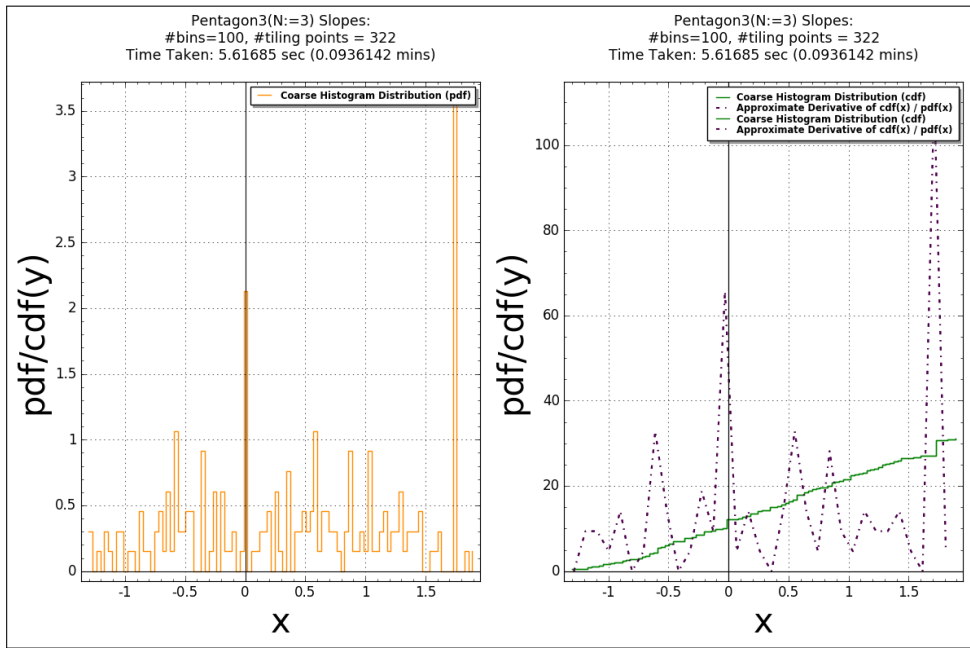 Pentagon3(N:=3) Slopes:
#bins=100, #tiling points = 322
Time Taken: 5.61685 sec (0.0936142 mins)
Coarse Histogram Distribution (pdf)
3.5
3
2.5
2
1.5
1
0.5
0
-1
-0.5
0
0.5
1
1.5
pdf/cdf(y)
x
Pentagon3(N:=3) Slopes:
#bins=100, #tiling points = 322
Time Taken: 5.61685 sec (0.0936142 mins)
Coarse Histogram Distribution (cdf)
Approximate Derivative of cdf(x) / pdf(x)
Coarse Histogram Distribution (cdf)
Approximate Derivative of cdf(x) / pdf(x)
100
80
60
40
20
0
-1
-0.5
0
0.5
1
1.5
pdf/cdf(y)
x